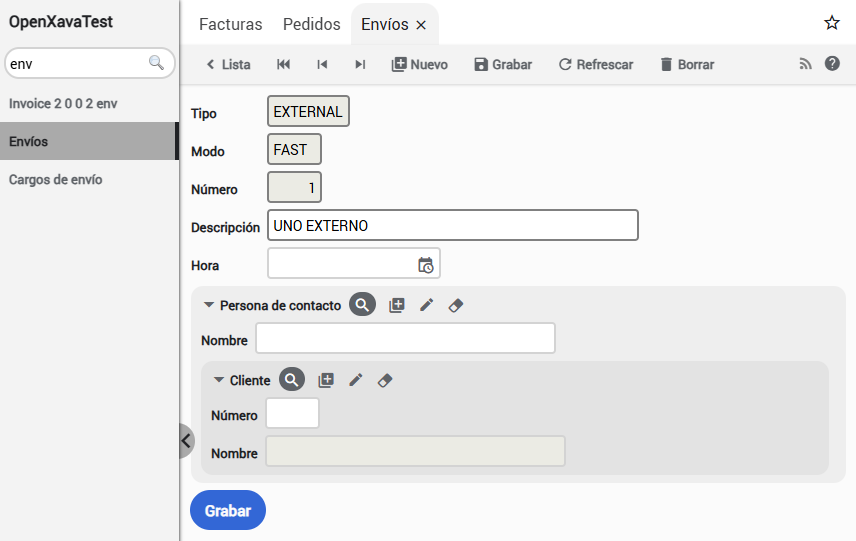 OpenXavaTest
env
Invoice 2 0 0 2 env
Envíos
Cargos de envío
Facturas Pedidos Envíos
Lista Nuevo Grabar Refrescar Borrar
Tipo EXTERNAL
Modo FAST
Número 1
Descripción UNO EXTERNO
Hora
Persona de contacto
Nombre
Cliente
Número
Nombre
Grabar